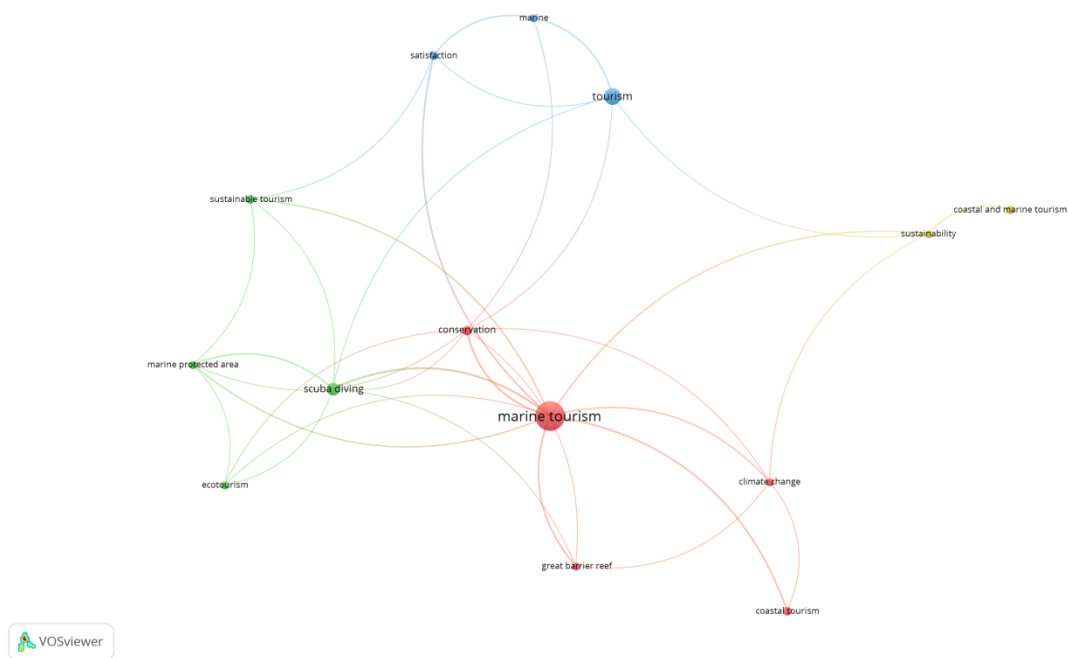 marine
satisfaction
tourism
sustainable tourism
coastal and marine tourism
sustainability
conservation
marine protected area
scuba diving
marine tourism
climate change
ecotourism
great barrier reef
coastal tourism
VOSviewer